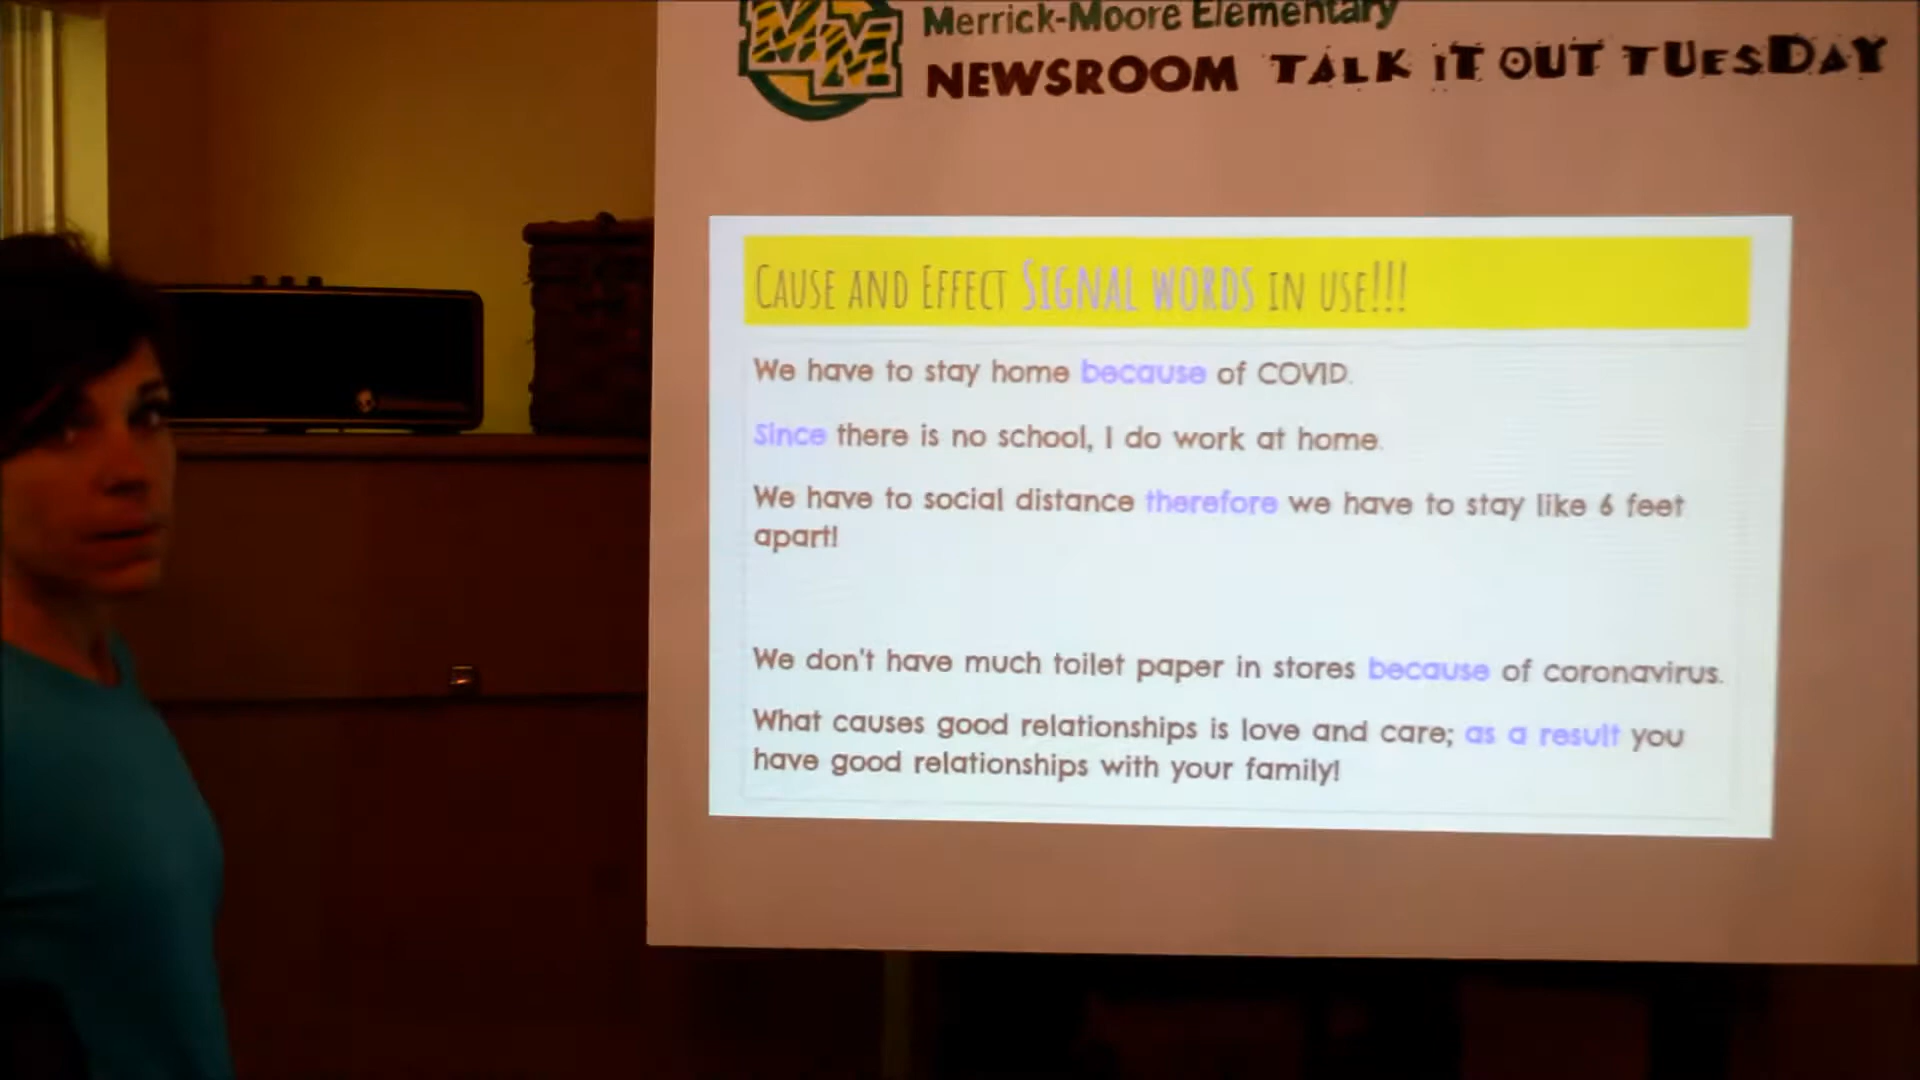 MM
Merrick-Moore Elementary
NEWSROOM TALK IT OUT TUESDAY
CAUSE AND EFFECT SIGNAL WORDS IN USE!!!
We have to stay home because of COVID.
Since there is no school, I do work at home.
We have to social distance therefore we have to stay like 6 feet
apart!
We don't have much toilet paper in stores because of coronavirus.
What causes good relationships is love and care; as a result you
have good relationships with your family!